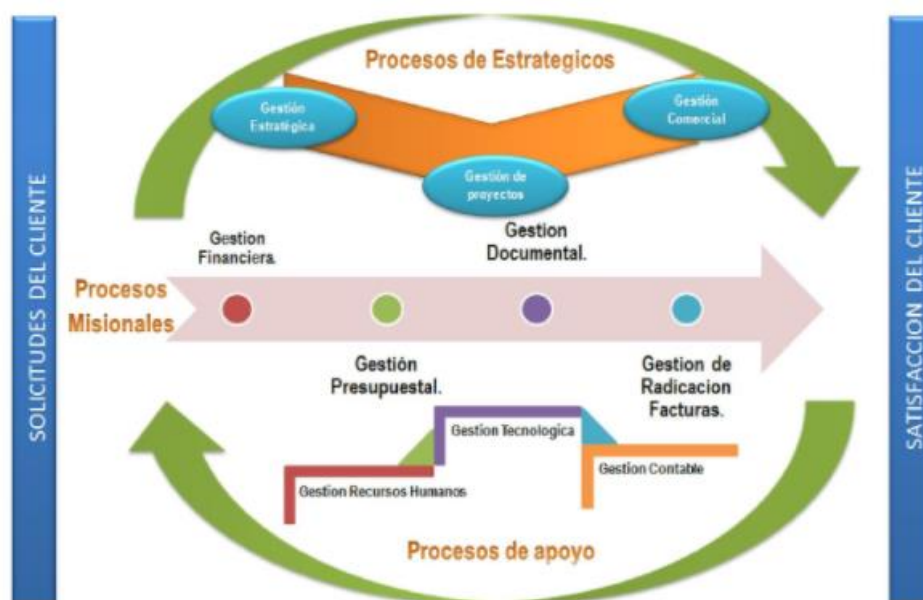 SOLICITUDES DEL CLIENTE
Procesos de Estrategicos
Gestión
Estratégica
Gestión
Comercial
Gestión de
proyectos
Gestion
Financiera.
Gestion
Documental.
Procesos
Misionales
Gestión
Presupuestal.
Gestion de
Radicacion
Facturas.
Gestion Tecnologica
Gestion Recursos Humanos
Gestion Contable
Procesos de apoyo
SATISFACCION DEL CLIENTE